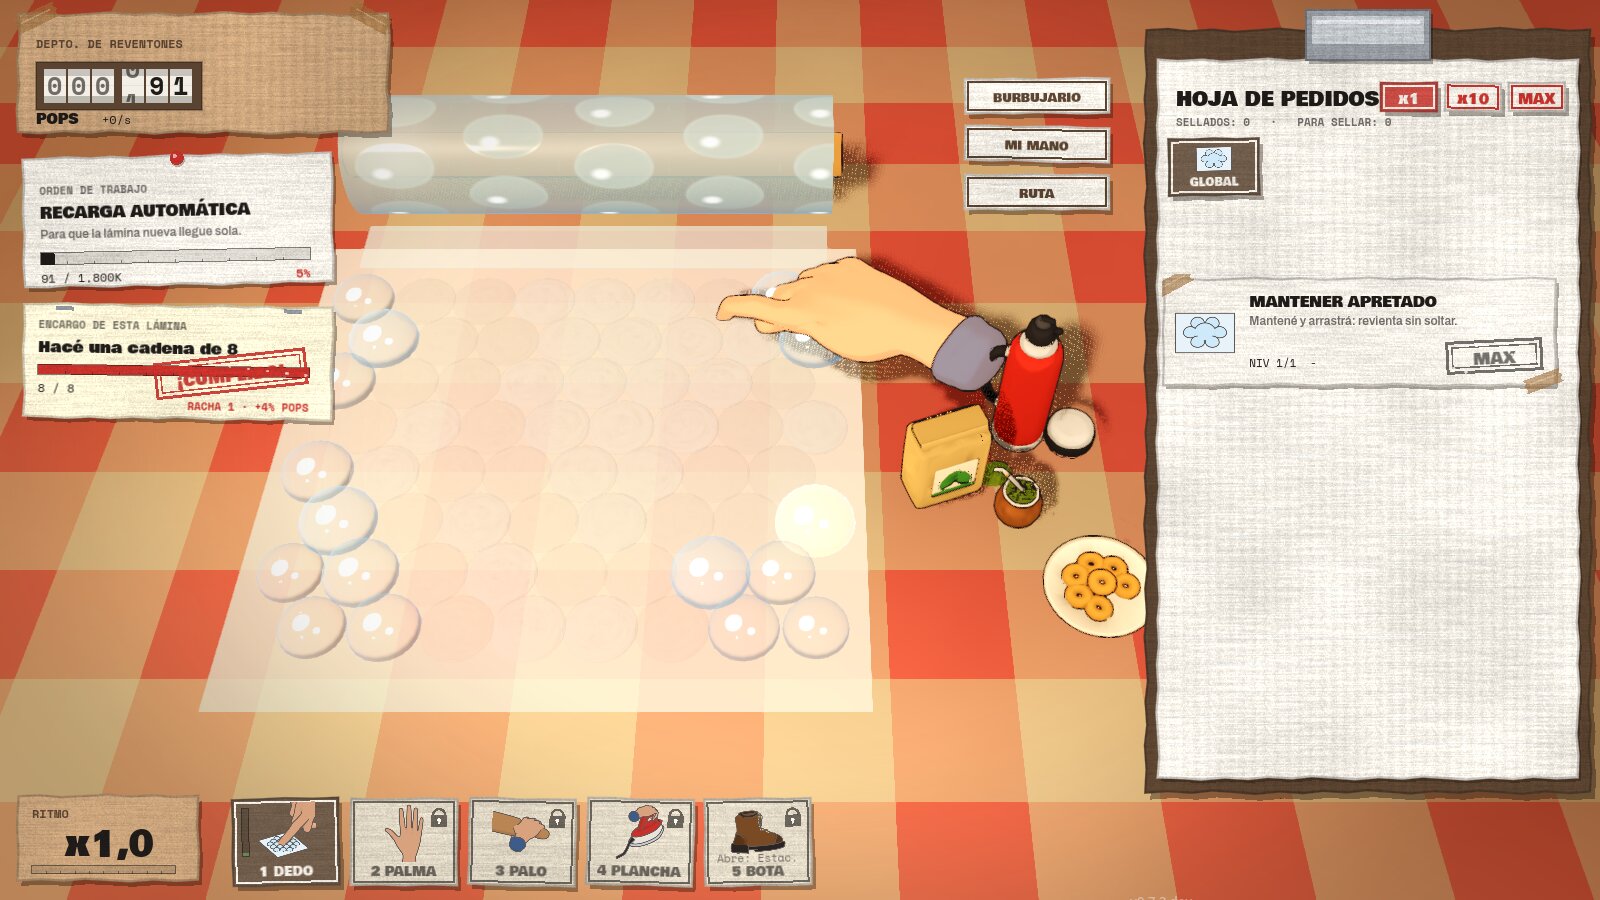 DEPTO. DE REVENTONES
000 91
POPS +0/s
ORDEN DE TRABAJO
RECARGA AUTOMÁTICA
Para que la lámina nueva llegue sola.
91 / 1.800K 5%
ENCARGO DE ESTA LÁMINA
Hacé una cadena de 8
8 / 8
RACHA 1 · +4% POPS
BURBUJARIO
MI MANO
RUTA
HOJA DE PEDIDOS x1 x10 MAX
SELLADOS: 0 · PARA SELLAR: 0
GLOBAL
MANTENER APRETADO
Mantené y arrastrá: revienta sin soltar.
NIV 1/1 -
MAX
RITMO
x1,0
1 DEDO
2 PALMA
3 PALO
4 PLANCHA
Abre: Estac.
5 BOTA